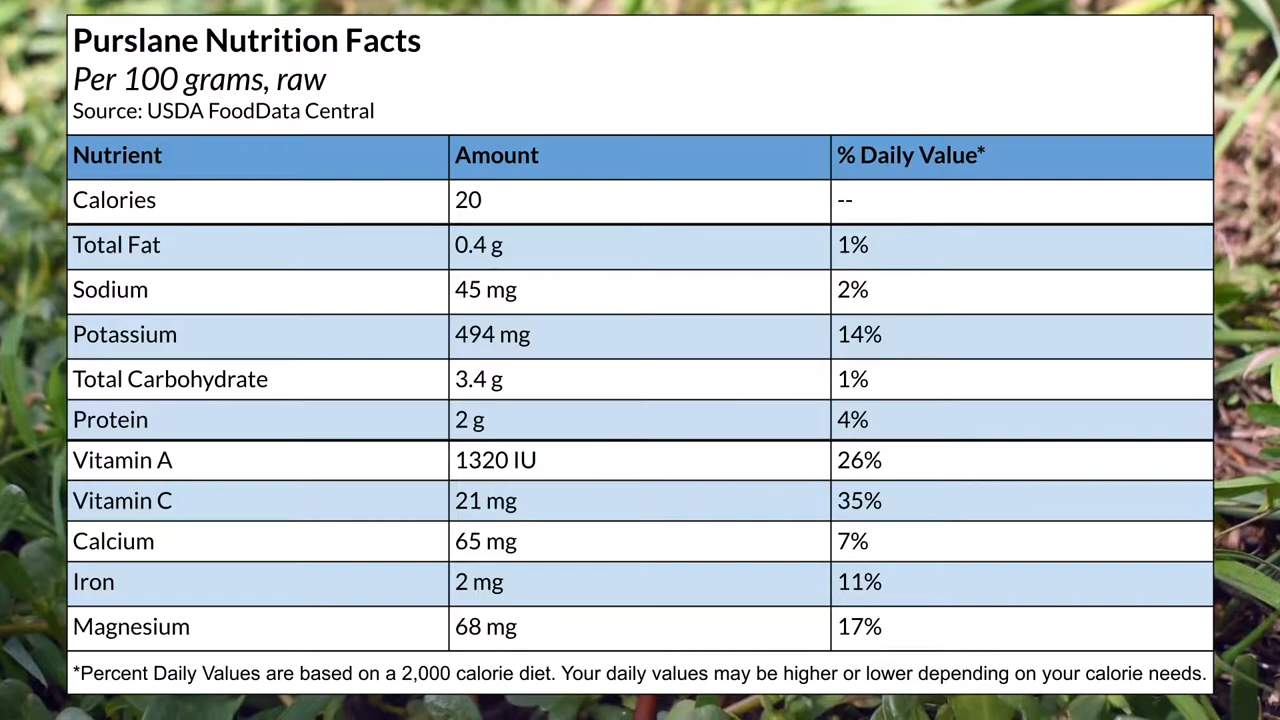 Purslane Nutrition Facts
Per 100 grams, raw
Source: USDA FoodData Central
Nutrient Amount % Daily Value*
Calories 20 --
Total Fat 0.4 g 1%
Sodium 45 mg 2%
Potassium 494 mg 14%
Total Carbohydrate 3.4 g 1%
Protein 2 g 4%
Vitamin A 1320 IU 26%
Vitamin C 21 mg 35%
Calcium 65 mg 7%
Iron 2 mg 11%
Magnesium 68 mg 17%
*Percent Daily Values are based on a 2,000 calorie diet. Your daily values may be higher or lower depending on your calorie needs.